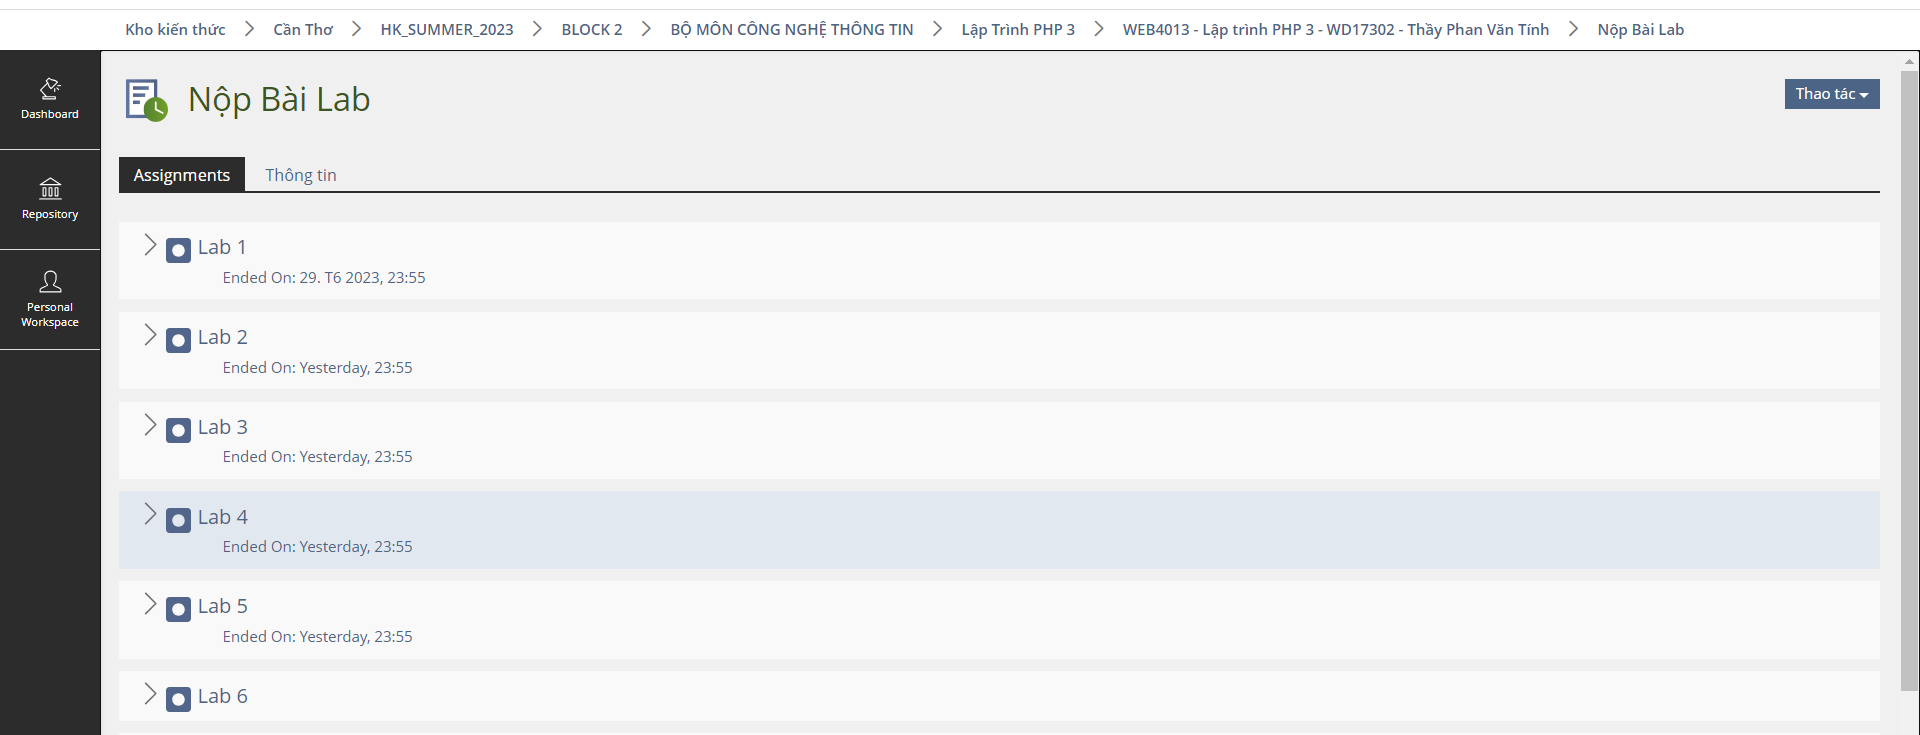 Kho kiến thức > Cần Thơ > HK_SUMMER_2023 > BLOCK 2 > BỘ MÔN CÔNG NGHỆ THÔNG TIN > Lập Trình PHP 3 > WEB4013 - Lập trình PHP 3 - WD17302 - Thầy Phan Văn Tính > Nộp Bài Lab
Dashboard
Repository
Personal
Workspace
Nộp Bài Lab
Thao tác
Assignments Thông tin
Lab 1
Ended On: 29. T6 2023, 23:55
Lab 2
Ended On: Yesterday, 23:55
Lab 3
Ended On: Yesterday, 23:55
Lab 4
Ended On: Yesterday, 23:55
Lab 5
Ended On: Yesterday, 23:55
Lab 6